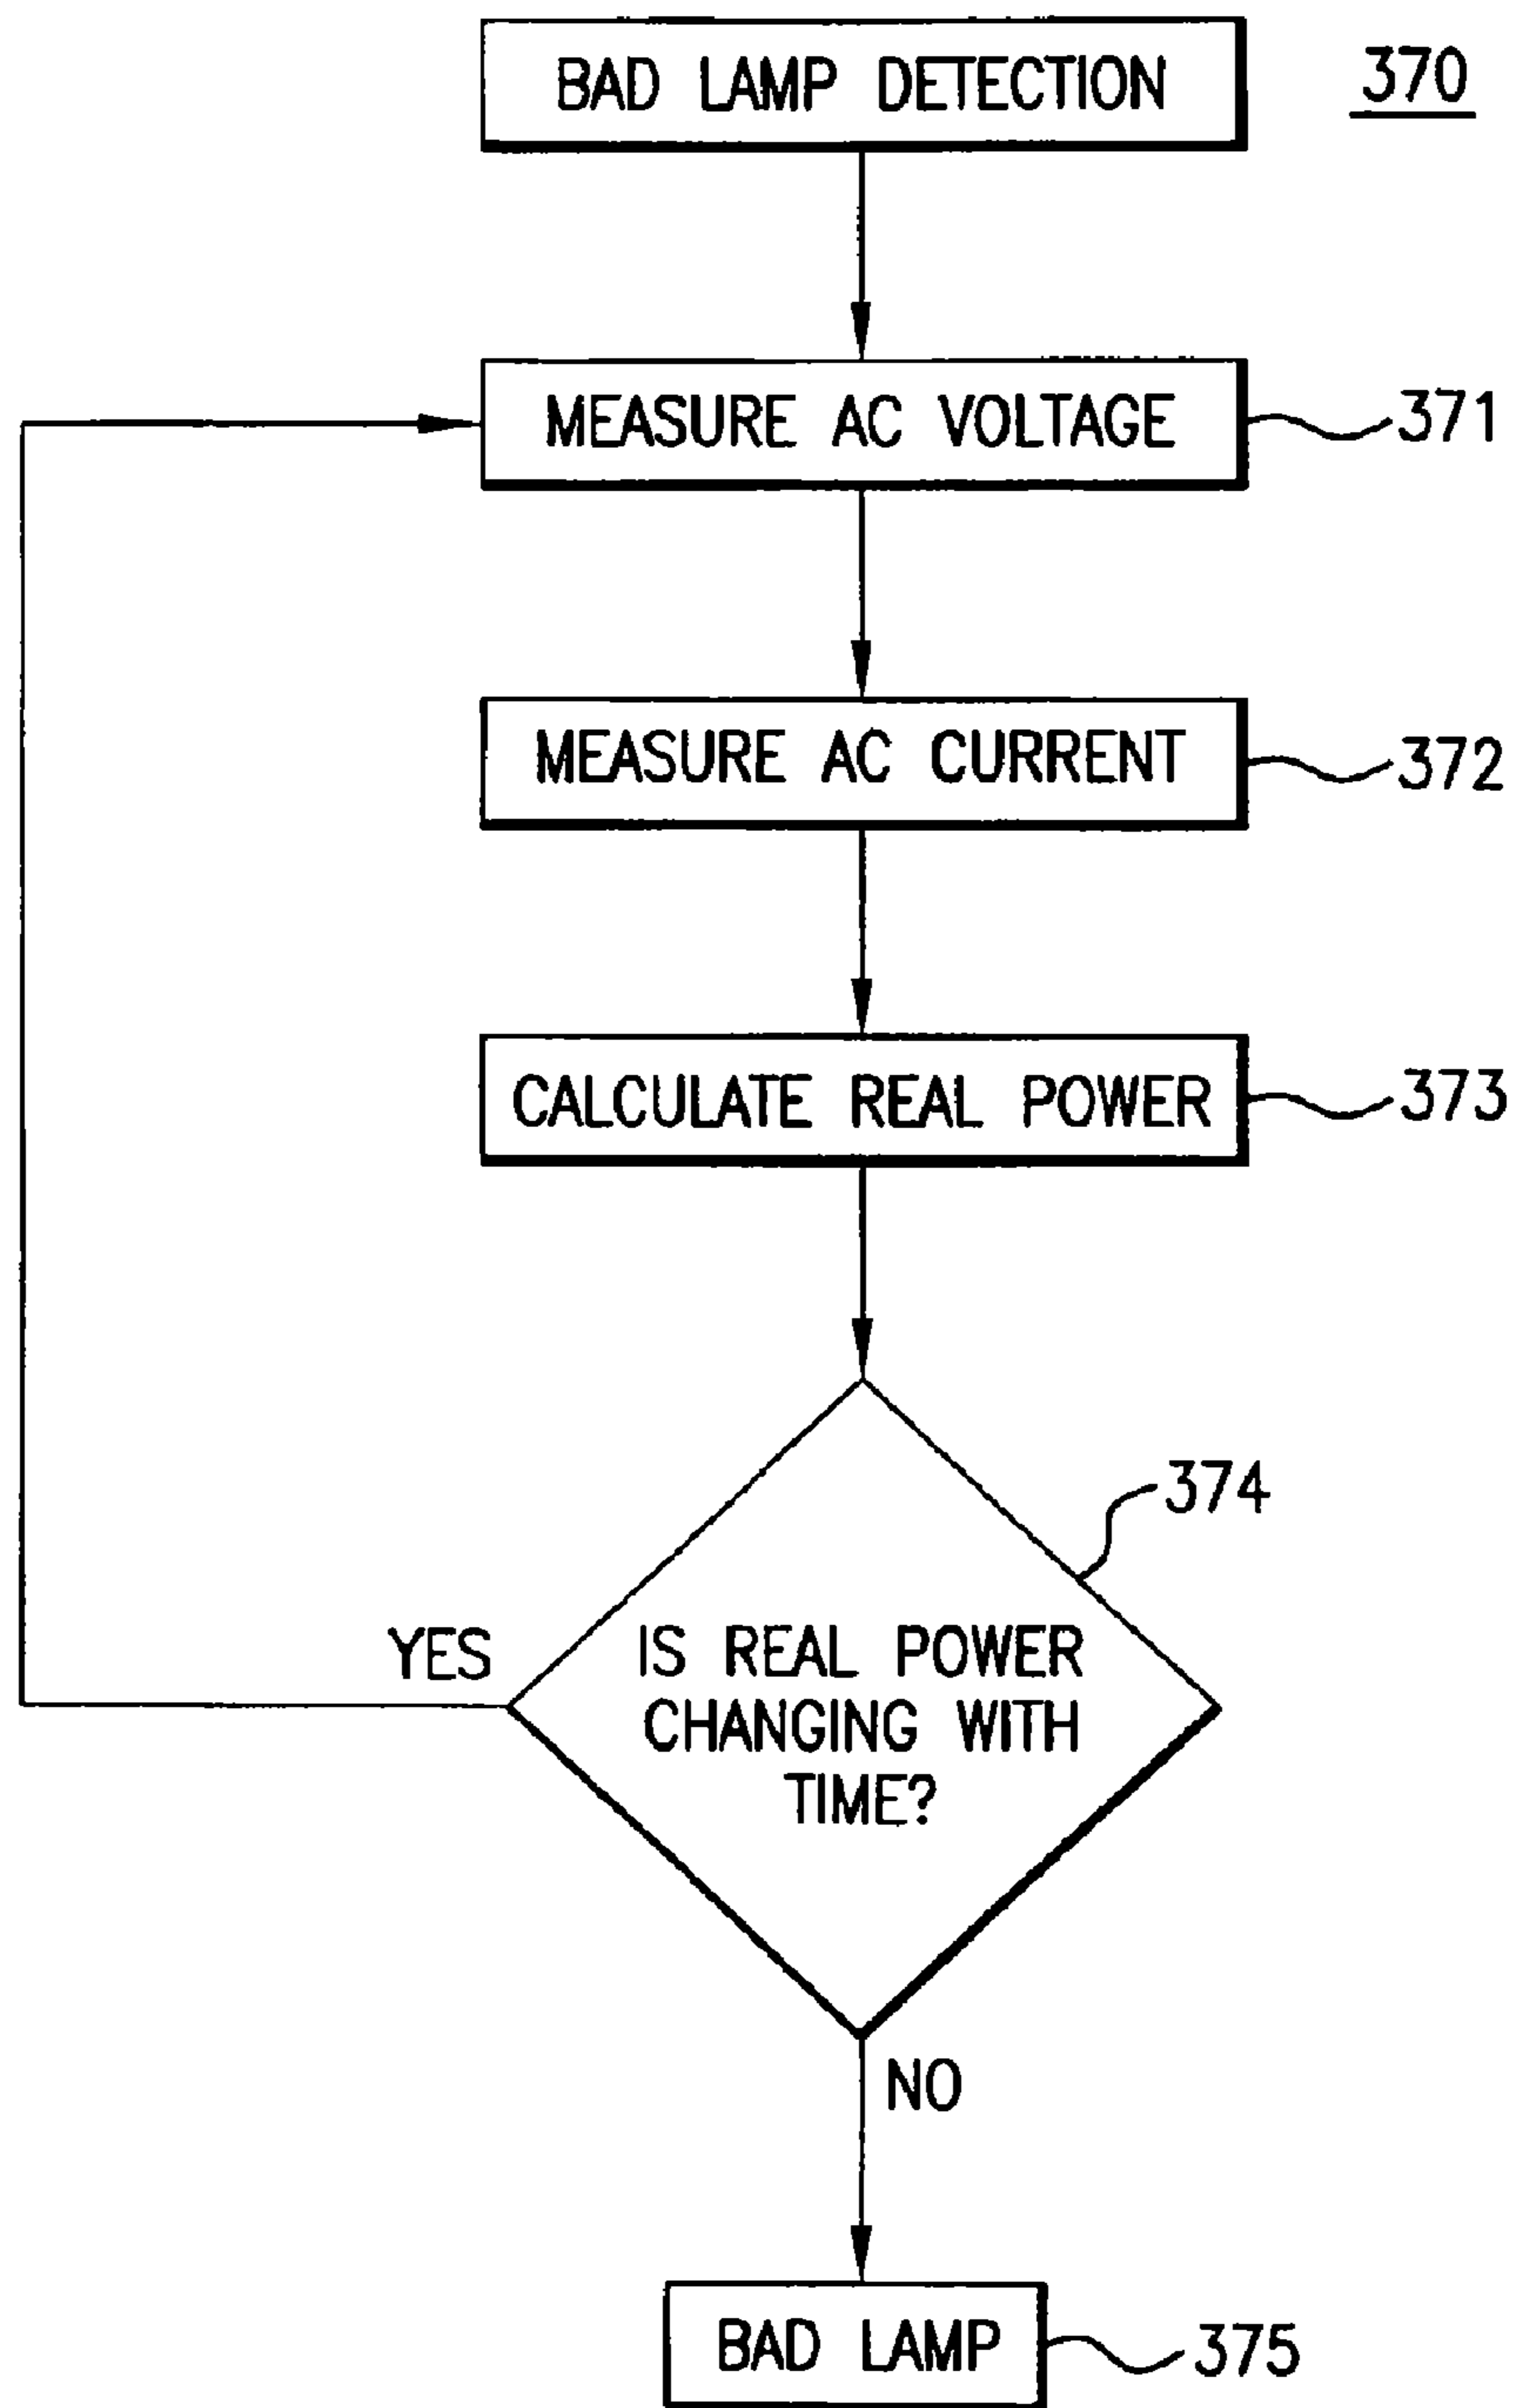 BAD LAMP DETECTION
370
MEASURE AC VOLTAGE
371
MEASURE AC CURRENT
372
CALCULATE REAL POWER
373
374
YES
IS REAL POWER
CHANGING WITH
TIME?
NO
BAD LAMP
375